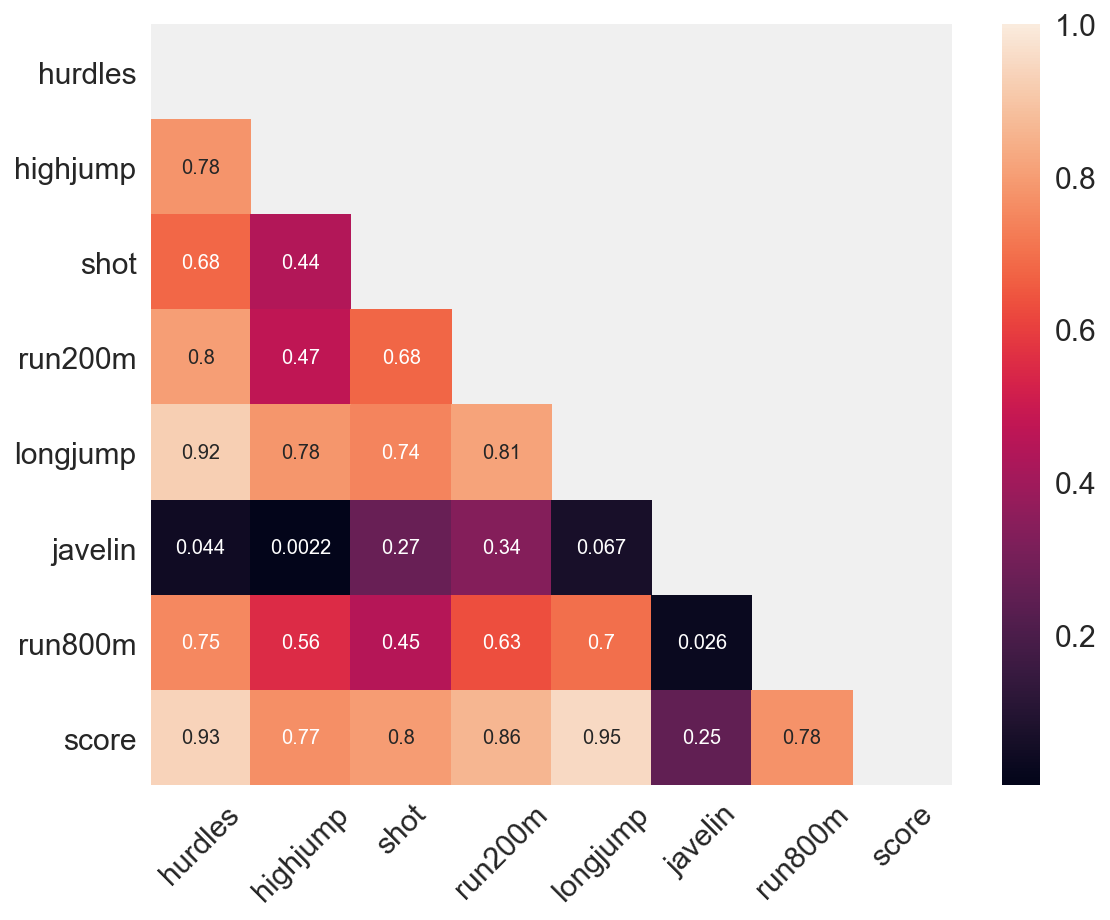 1.0
hurdles
highjump 0.78 0.8
shot 0.68 0.44
run200m 0.8 0.47 0.68 0.6
longjump 0.92 0.78 0.74 0.81
0.4
javelin 0.044 0.0022 0.27 0.34 0.067
run800m 0.75 0.56 0.45 0.63 0.7 0.026 0.2
score 0.93 0.77 0.8 0.86 0.95 0.25 0.78
hurdles highjump shot run200m longjump javelin run800m score